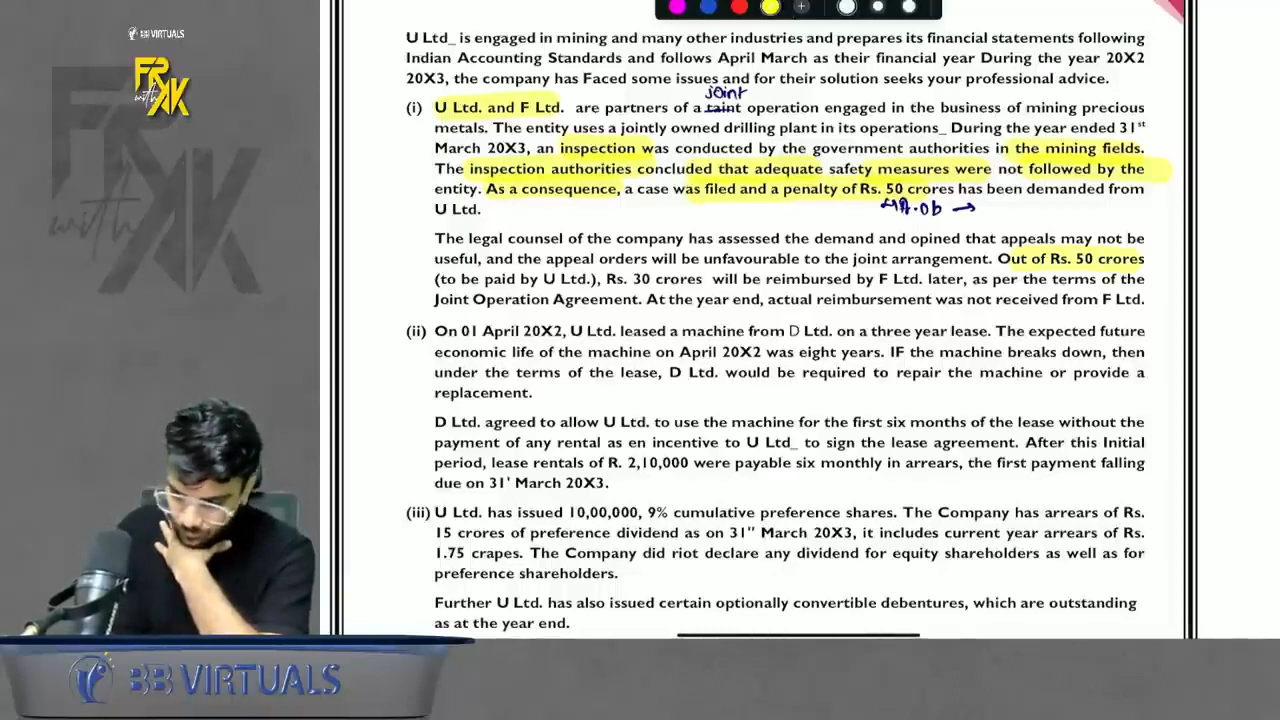 BB VIRTUALS
FR
with AK
FR
with AK
U Ltd_ is engaged in mining and many other industries and prepares its financial statements following
Indian Accounting Standards and follows April March as their financial year During the year 20X2
20X3, the company has Faced some issues and for their solution seeks your professional advice.
joint
(i) U Ltd. and F Ltd. are partners of a taint operation engaged in the business of mining precious
metals. The entity uses a jointly owned drilling plant in its operations_ During the year ended 31st
March 20X3, an inspection was conducted by the government authorities in the mining fields.
The inspection authorities concluded that adequate safety measures were not followed by the
entity. As a consequence, a case was filed and a penalty of Rs. 50 crores has been demanded from
U Ltd.
The legal counsel of the company has assessed the demand and opined that appeals may not be
useful, and the appeal orders will be unfavourable to the joint arrangement. Out of Rs. 50 crores
(to be paid by U Ltd.), Rs. 30 crores will be reimbursed by F Ltd. later, as per the terms of the
Joint Operation Agreement. At the year end, actual reimbursement was not received from F Ltd.
(ii) On 01 April 20X2, U Ltd. leased a machine from D Ltd. on a three year lease. The expected future
economic life of the machine on April 20X2 was eight years. IF the machine breaks down, then
under the terms of the lease, D Ltd. would be required to repair the machine or provide a
replacement.
D Ltd. agreed to allow U Ltd. to use the machine for the first six months of the lease without the
payment of any rental as en incentive to U Ltd_ to sign the lease agreement. After this Initial
period, lease rentals of R. 2,10,000 were payable six monthly in arrears, the first payment falling
due on 31' March 20X3.
(iii) U Ltd. has issued 10,00,000, 9% cumulative preference shares. The Company has arrears of Rs.
15 crores of preference dividend as on 31" March 20X3, it includes current year arrears of Rs.
1.75 crapes. The Company did riot declare any dividend for equity shareholders as well as for
preference shareholders.
Further U Ltd. has also issued certain optionally convertible debentures, which are outstanding
as at the year end.
BB VIRTUALS